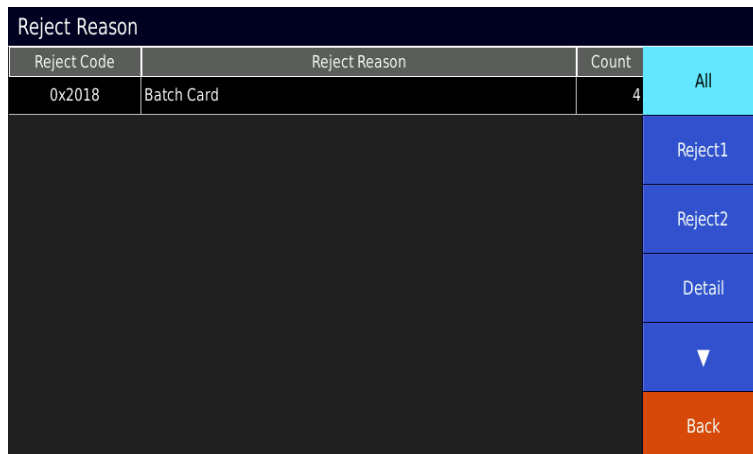 Reject Reason
Reject Code Reject Reason Count
0x2018 Batch Card 4
All
Reject1
Reject2
Detail
▼
Back